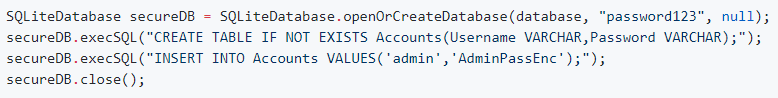 SQLiteDatabase secureDB = SQLiteDatabase.openOrCreateDatabase(database, "password123", null);
secureDB.execSQL("CREATE TABLE IF NOT EXISTS Accounts(Username VARCHAR,Password VARCHAR);");
secureDB.execSQL("INSERT INTO Accounts VALUES('admin','AdminPassEnc');");
secureDB.close();